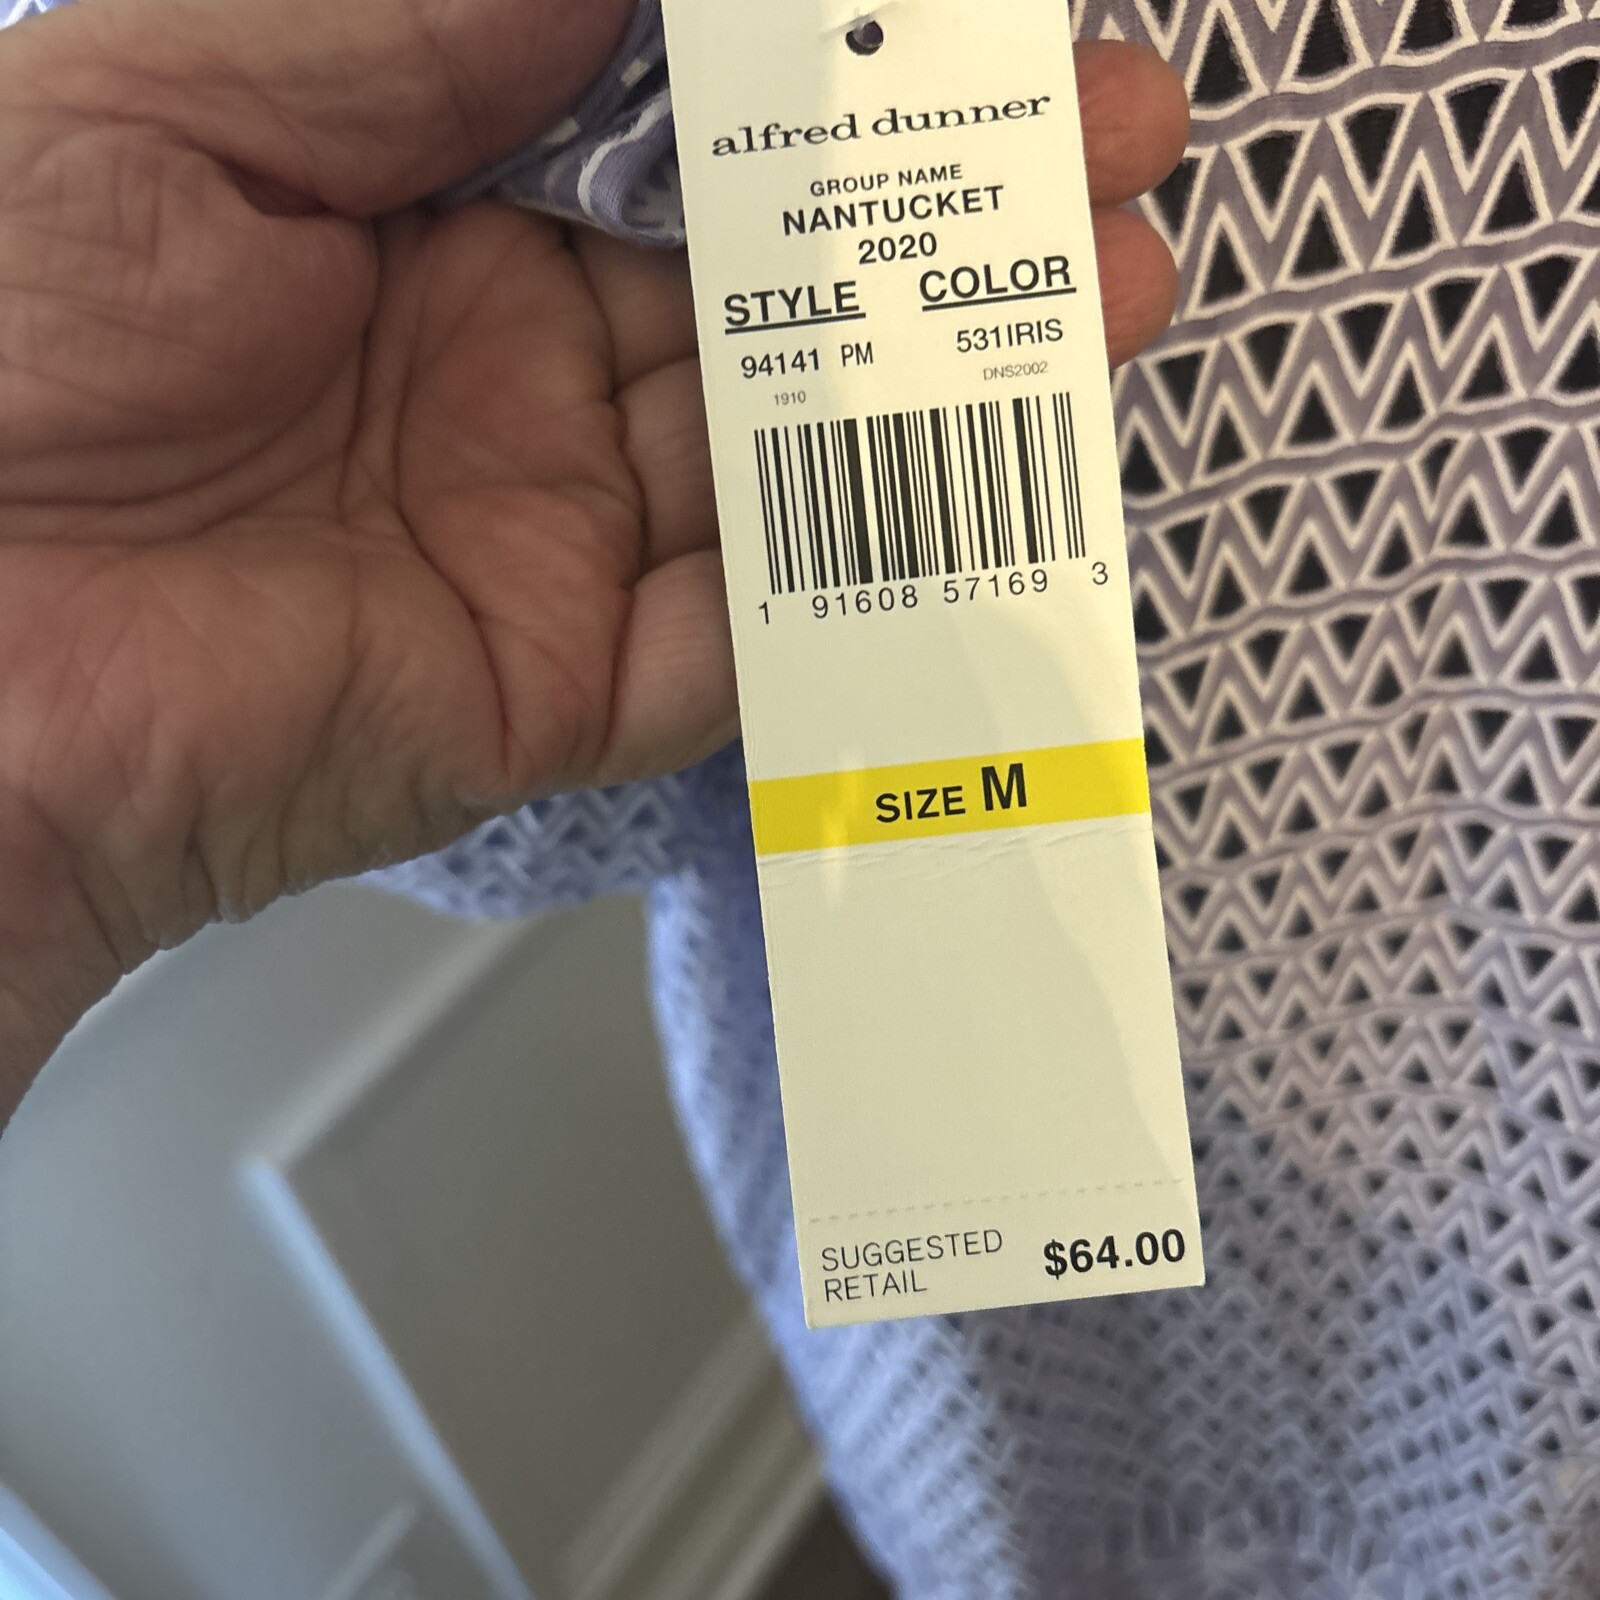 alfred dunner
GROUP NAME
NANTUCKET
2020
STYLE COLOR
94141 PM 531IRIS
1910 DNS2002
1 91608 57169 3
SIZE M
SUGGESTED
RETAIL $64.00